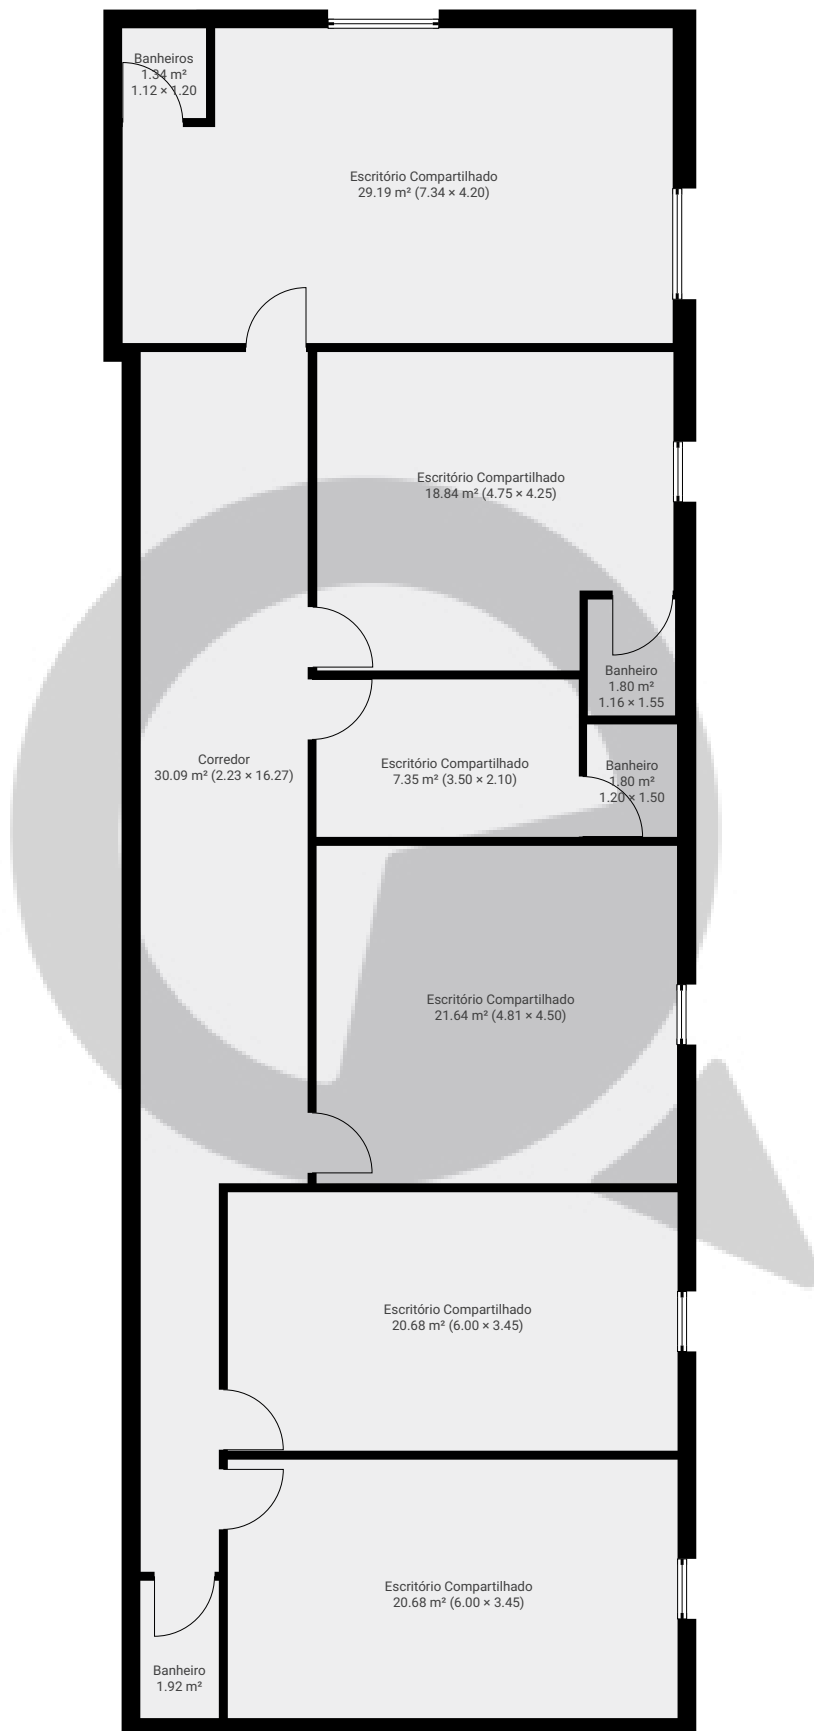 Banheiros
1.34 m²
1.12 × 1.20
Escritório Compartilhado
29.19 m² (7.34 × 4.20)
Escritório Compartilhado
18.84 m² (4.75 × 4.25)
Banheiro
1.80 m²
1.16 × 1.55
Corredor
30.09 m² (2.23 × 16.27)
Escritório Compartilhado
7.35 m² (3.50 × 2.10)
Banheiro
1.80 m²
1.20 × 1.50
Escritório Compartilhado
21.64 m² (4.81 × 4.50)
Escritório Compartilhado
20.68 m² (6.00 × 3.45)
Escritório Compartilhado
20.68 m² (6.00 × 3.45)
Banheiro
1.92 m²